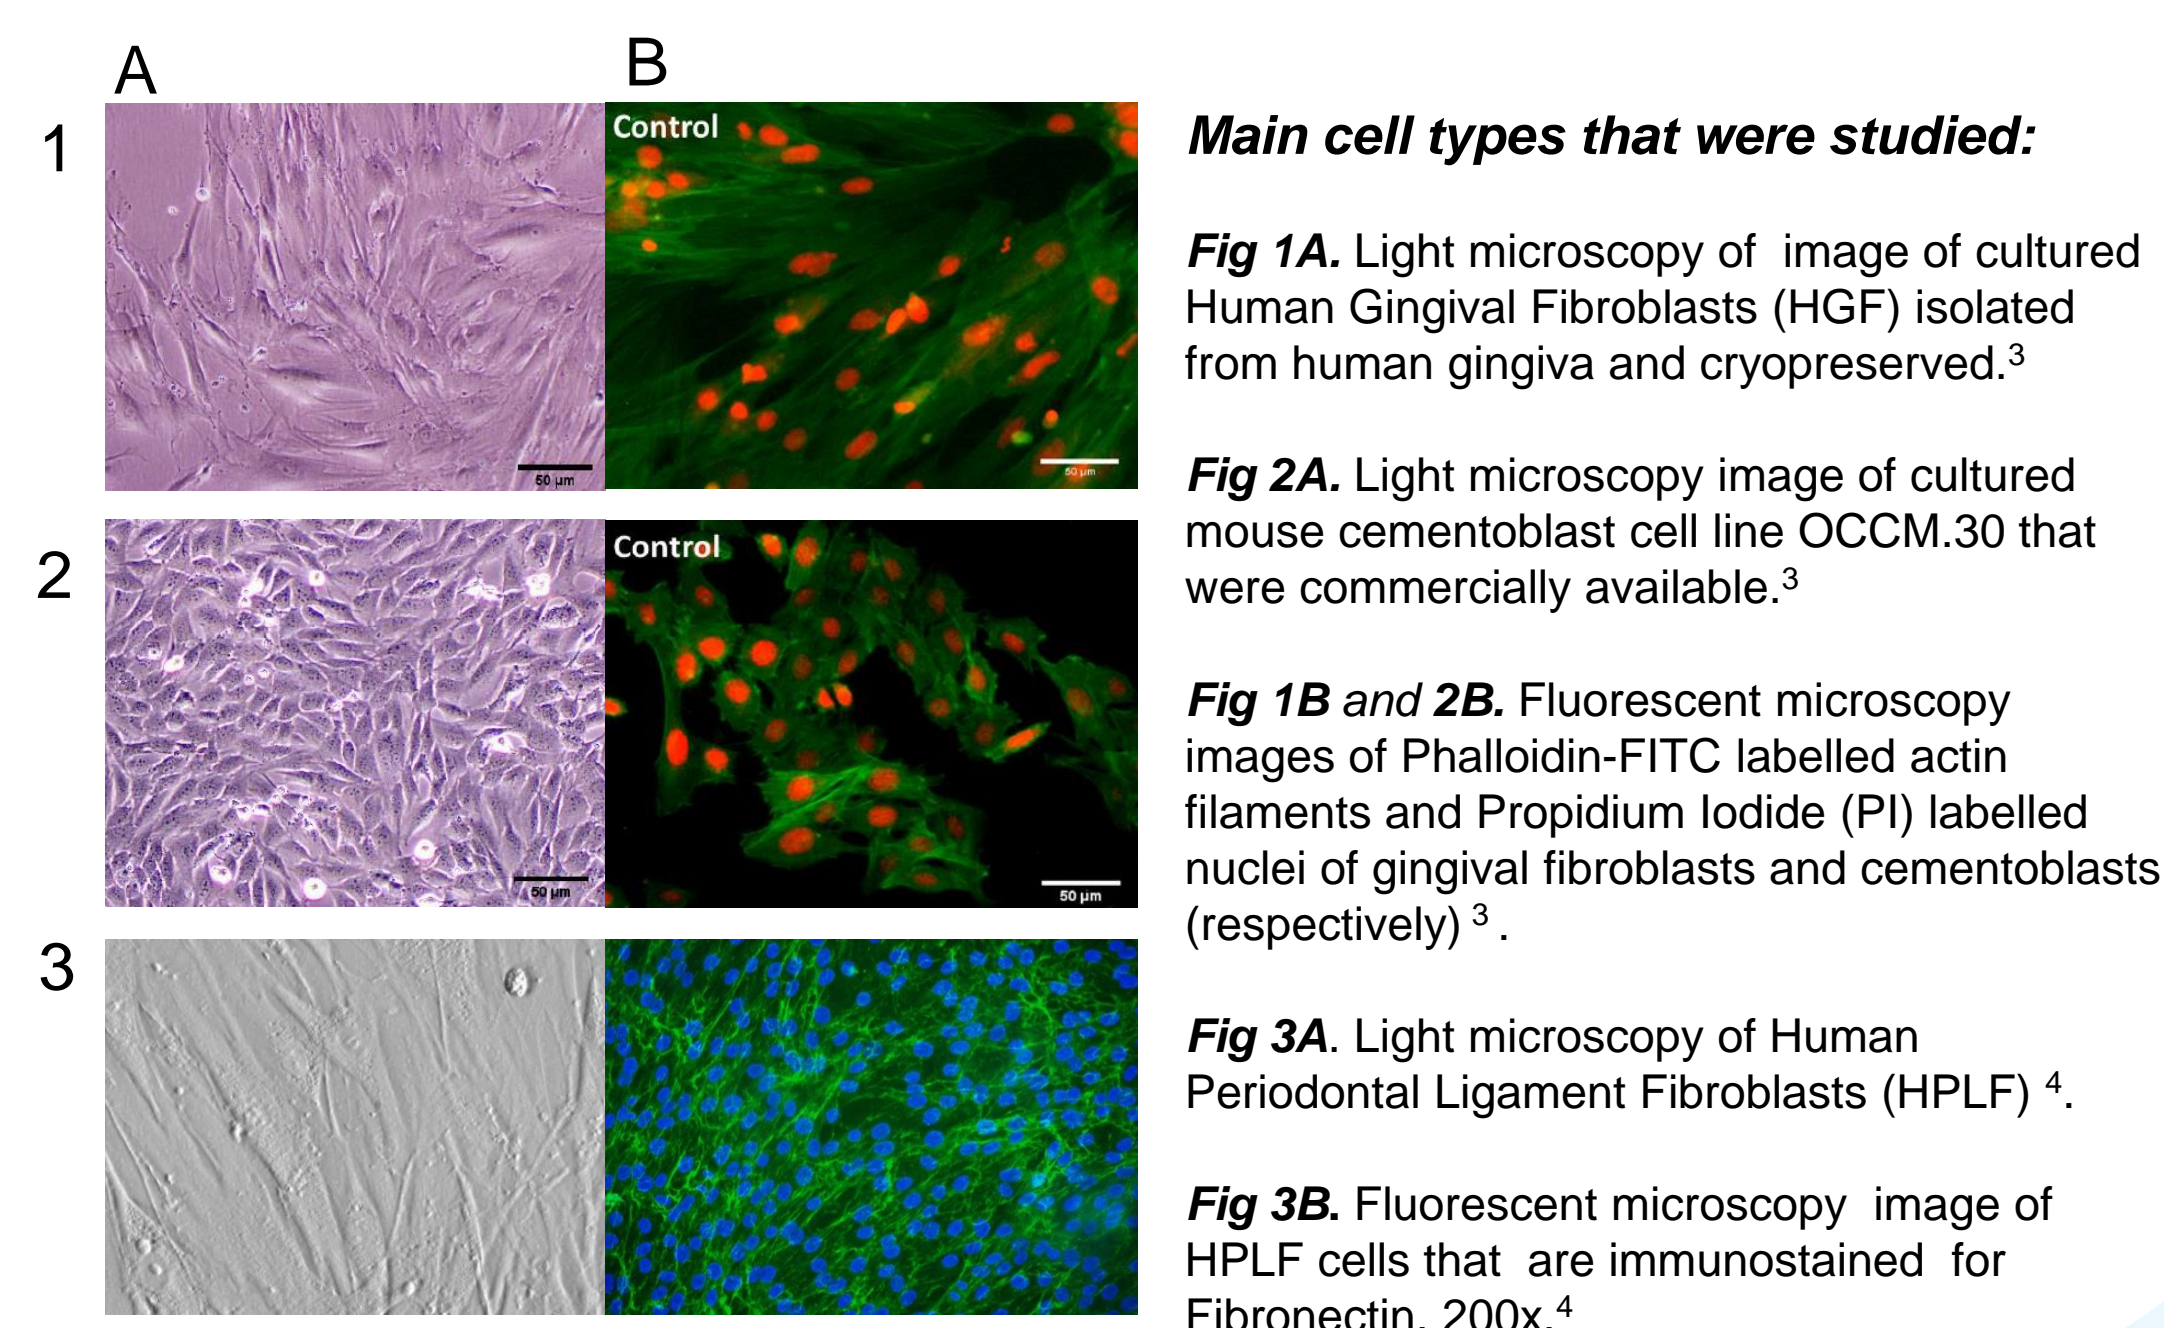 A
B
1
Control
50 µm
50 µm
2
Control
50 µm
50 µm
3
Main cell types that were studied:
Fig 1A. Light microscopy of image of cultured
Human Gingival Fibroblasts (HGF) isolated
from human gingiva and cryopreserved.³
Fig 2A. Light microscopy image of cultured
mouse cementoblast cell line OCCM.30 that
were commercially available.³
Fig 1B and 2B. Fluorescent microscopy
images of Phalloidin-FITC labelled actin
filaments and Propidium Iodide (PI) labelled
nuclei of gingival fibroblasts and cementoblasts
(respectively) ³ .
Fig 3A. Light microscopy of Human
Periodontal Ligament Fibroblasts (HPLF) ⁴.
Fig 3B. Fluorescent microscopy image of
HPLF cells that are immunostained for
Fibronectin, 200x.⁴